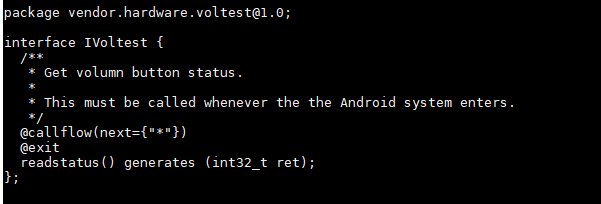 package vendor.hardware.voltest@1.0;

interface IVoltest {
  /**
   * Get volumn button status.
   *
   * This must be called whenever the the Android system enters.
   */
  @callflow(next={"*"})
  @exit
  readstatus() generates (int32_t ret);
};